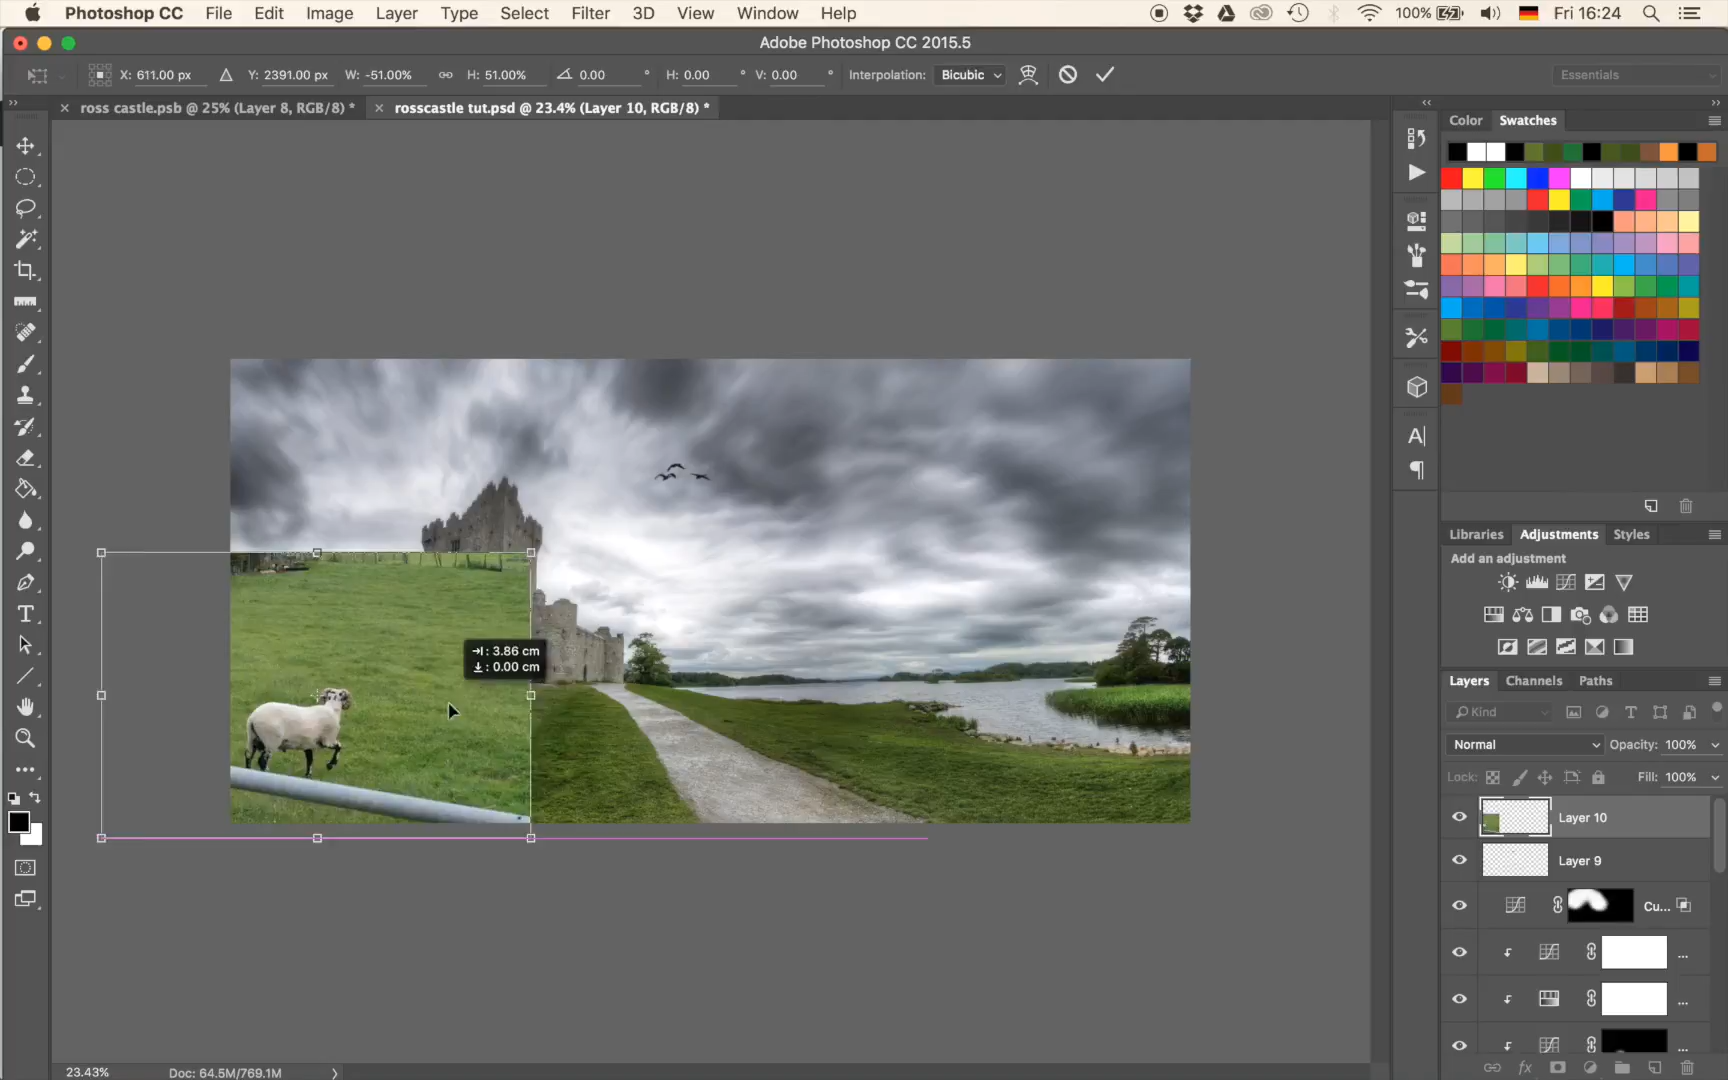 Photoshop CC File Edit Image Layer Type Select Filter 3D View Window Help 100% Fri 16:24
Adobe Photoshop CC 2015.5
X: 611.00 px Y: 2391.00 px W: -51.00% H: 51.00% 0.00 ° H: 0.00 ° V: 0.00 ° Interpolation: Bicubic Essentials
ross castle.psb @ 25% (Layer 8, RGB/8) * rosscastle tut.psd @ 23.4% (Layer 10, RGB/8) *
Color Swatches
Libraries Adjustments Styles
Add an adjustment
: 3.86 cm
: 0.00 cm
Layers Channels Paths
Kind
Normal Opacity: 100%
Lock: Fill: 100%
Layer 10
Layer 9
Cu...
...
...
...
23.43% Doc: 64.5M/769.1M